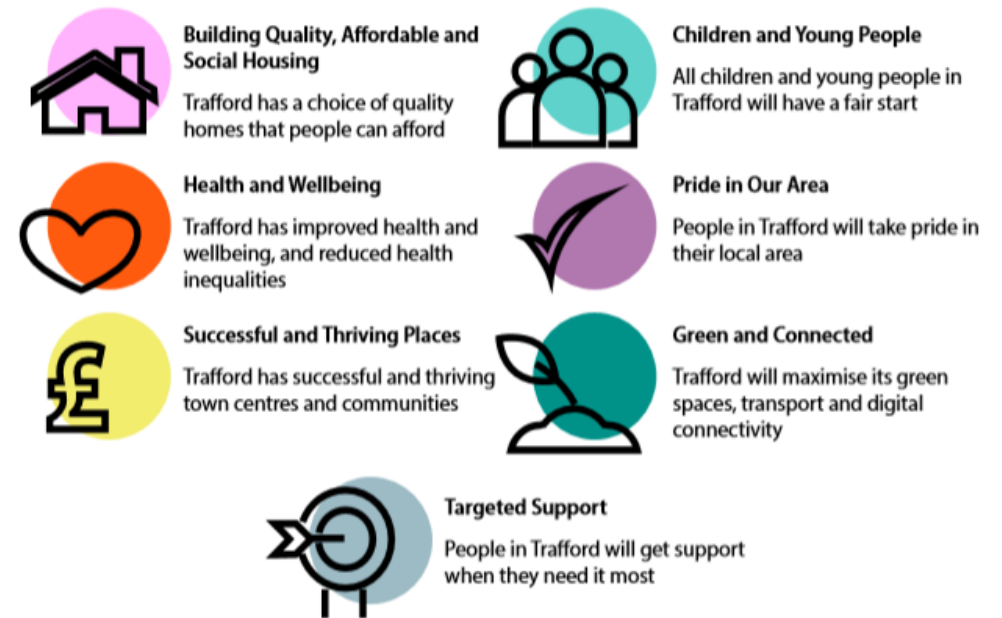 Building Quality, Affordable and
Social Housing
Trafford has a choice of quality
homes that people can afford
Children and Young People
All children and young people in
Trafford will have a fair start
Health and Wellbeing
Trafford has improved health and
wellbeing, and reduced health
inequalities
Pride in Our Area
People in Trafford will take pride in
their local area
Successful and Thriving Places
Trafford has successful and thriving
town centres and communities
Green and Connected
Trafford will maximise its green
spaces, transport and digital
connectivity
Targeted Support
People in Trafford will get support
when they need it most